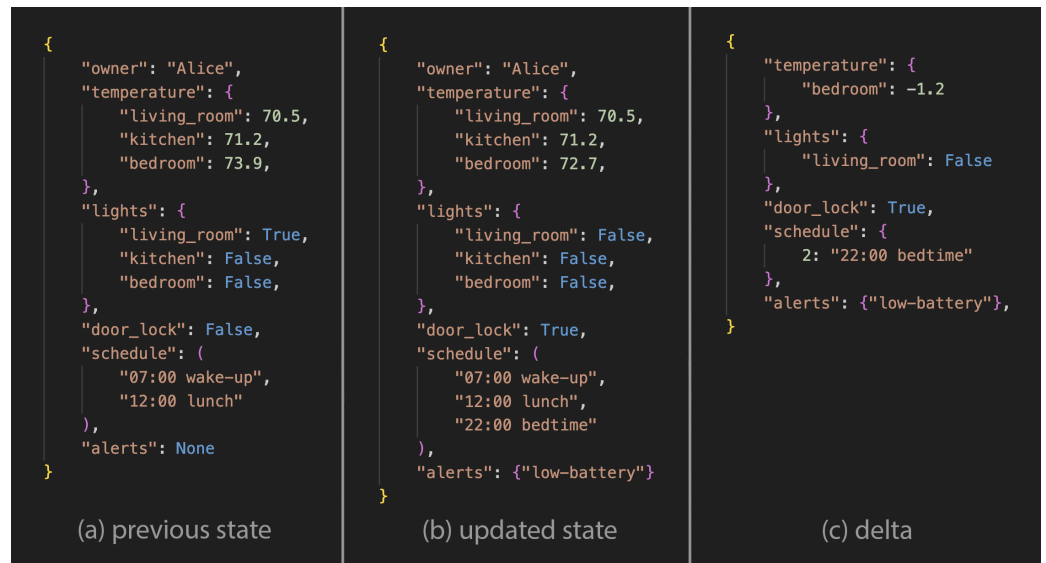 {
"owner": "Alice",
"temperature": {
"living_room": 70.5,
"kitchen": 71.2,
"bedroom": 73.9,
},
"lights": {
"living_room": True,
"kitchen": False,
"bedroom": False,
},
"door_lock": False,
"schedule": (
"07:00 wake-up",
"12:00 lunch"
),
"alerts": None
}
(a) previous state
{
"owner": "Alice",
"temperature": {
"living_room": 70.5,
"kitchen": 71.2,
"bedroom": 72.7,
},
"lights": {
"living_room": False,
"kitchen": False,
"bedroom": False,
},
"door_lock": True,
"schedule": (
"07:00 wake-up",
"12:00 lunch",
"22:00 bedtime"
),
"alerts": {"low-battery"}
}
(b) updated state
{
"temperature": {
"bedroom": -1.2
},
"lights": {
"living_room": False
},
"door_lock": True,
"schedule": {
2: "22:00 bedtime"
},
"alerts": {"low-battery"},
}
(c) delta